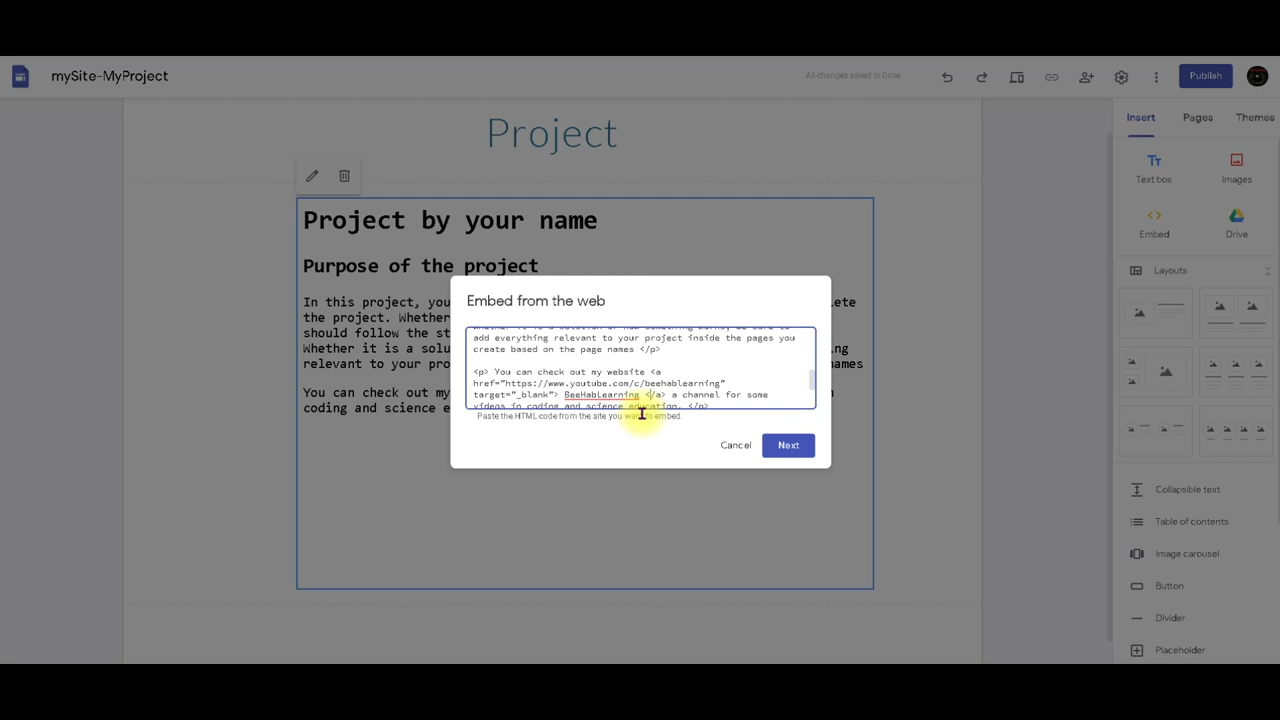 mySite-MyProject
All changes saved in Drive
Publish
Project
Insert Pages Themes
Text box Images
Embed Drive
Layouts
Collapsible text
Table of contents
Image carousel
Button
Divider
Placeholder
Project by your name
Purpose of the project
In this project, you
the project. Whether
should follow the st
Whether it is a solu
relevant to your proj names
You can check out my
coding and science e
Embed from the web
add everything relevant to your project inside the pages you
create based on the page names </p>
<p> You can check out my website <a
href="https://www.youtube.com/c/beehablearning"
target="_blank"> BeeHabLearning </a> a channel for some
videos in coding and science education. </p>
Paste the HTML code from the site you want to embed.
Cancel Next